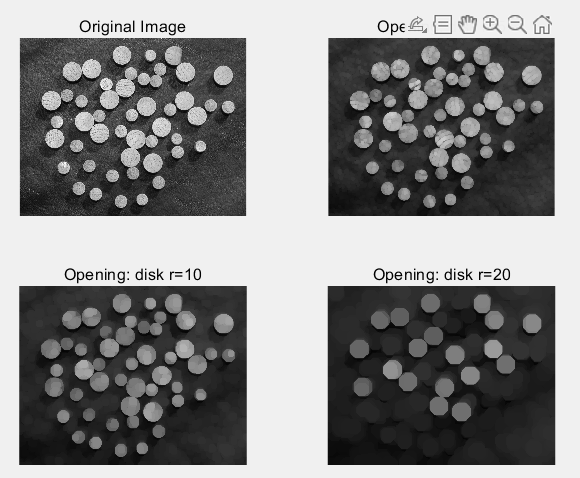 Original Image
Ope
Opening: disk r=10
Opening: disk r=20